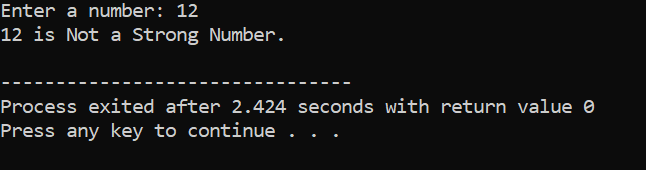 Enter a number: 12
12 is Not a Strong Number.
--------------------------------
Process exited after 2.424 seconds with return value 0
Press any key to continue . . .